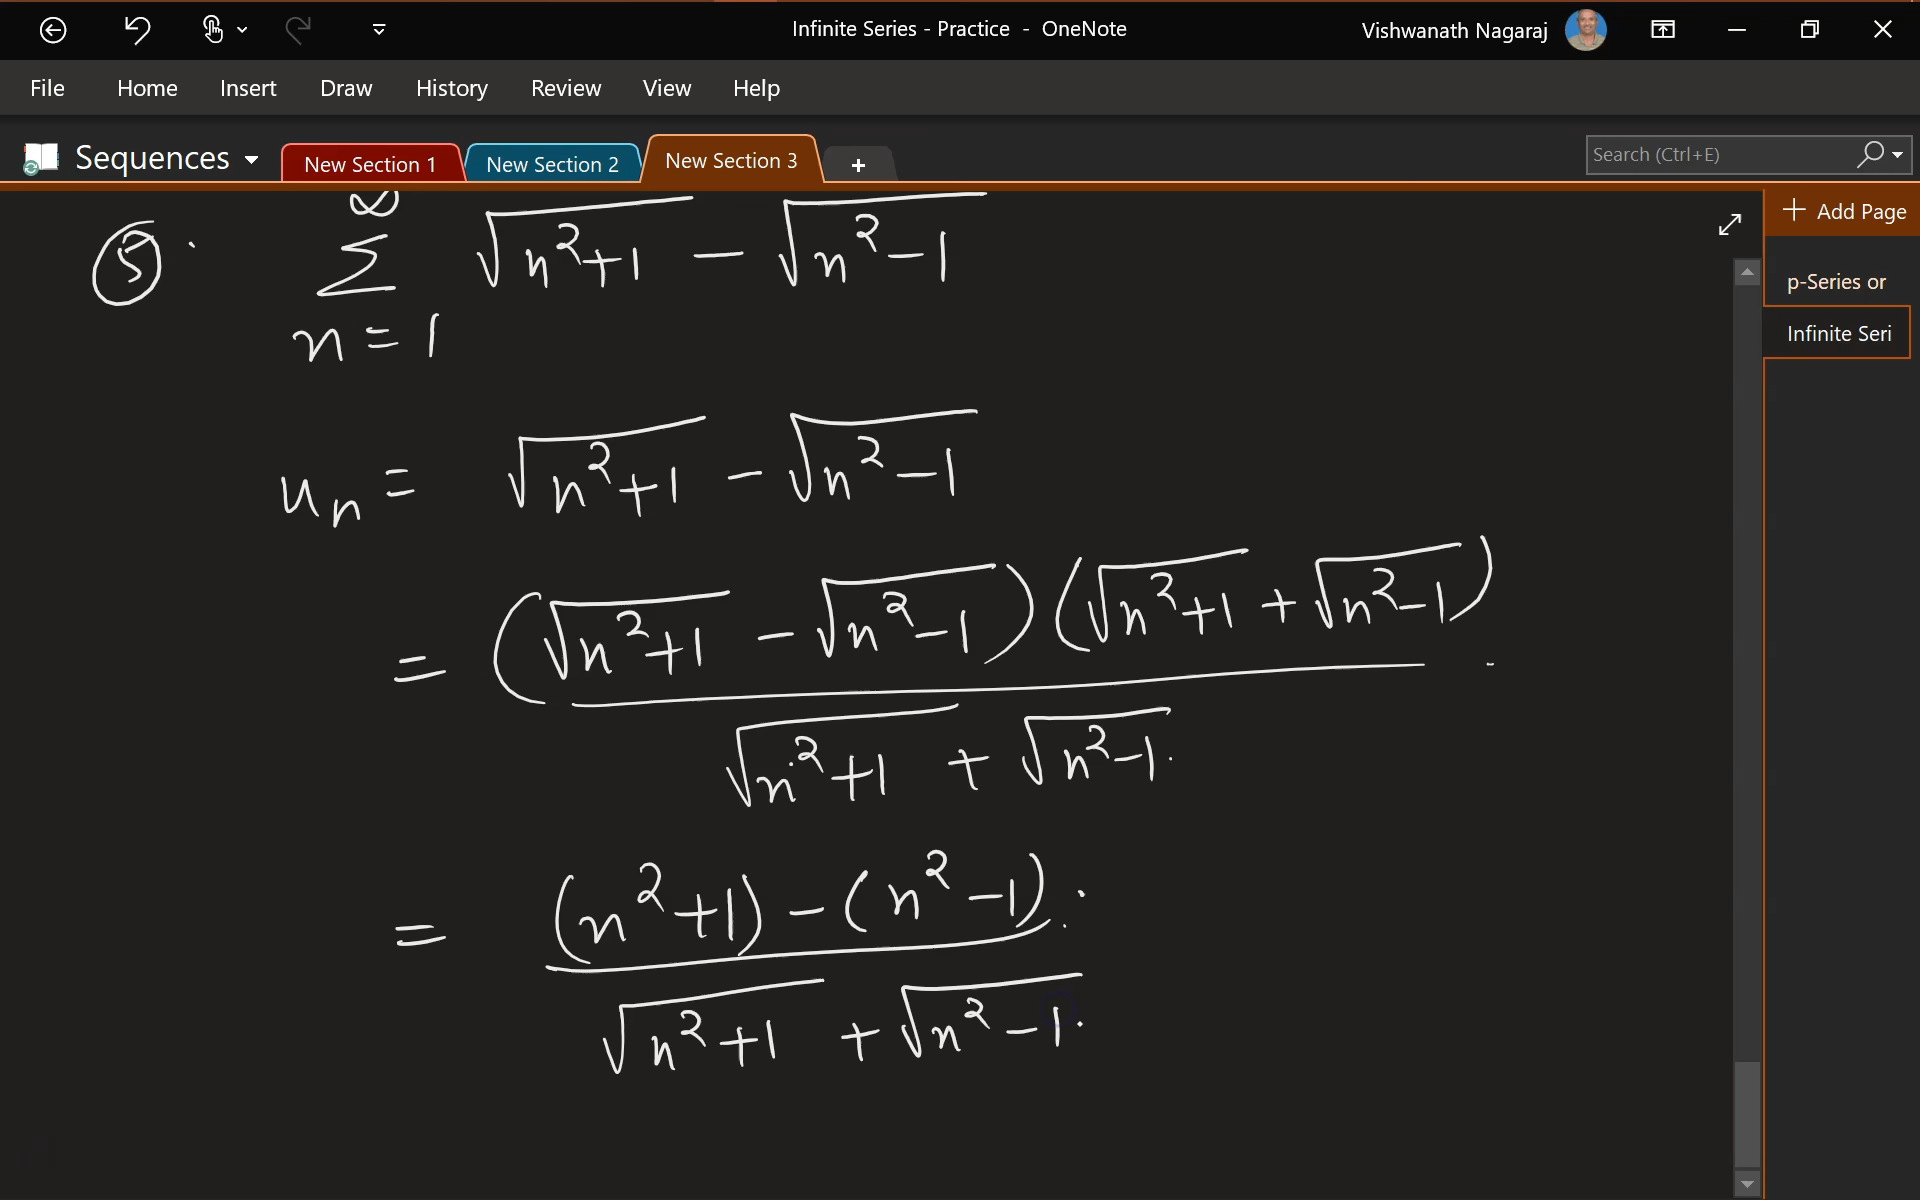 Infinite Series - Practice - OneNote
Vishwanath Nagaraj
File Home Insert Draw History Review View Help
Sequences New Section 1 New Section 2 New Section 3 +
Search (Ctrl+E)
+ Add Page
p-Series or
Infinite Seri
⑤. ∑_{n=1}^{∞} √(n²+1) − √(n²−1)
uₙ = √(n²+1) − √(n²−1)
= (√(n²+1) − √(n²−1)) (√(n²+1) + √(n²−1)) / (√(n²+1) + √(n²−1))
= ((n²+1) − (n²−1)) / (√(n²+1) + √(n²−1))